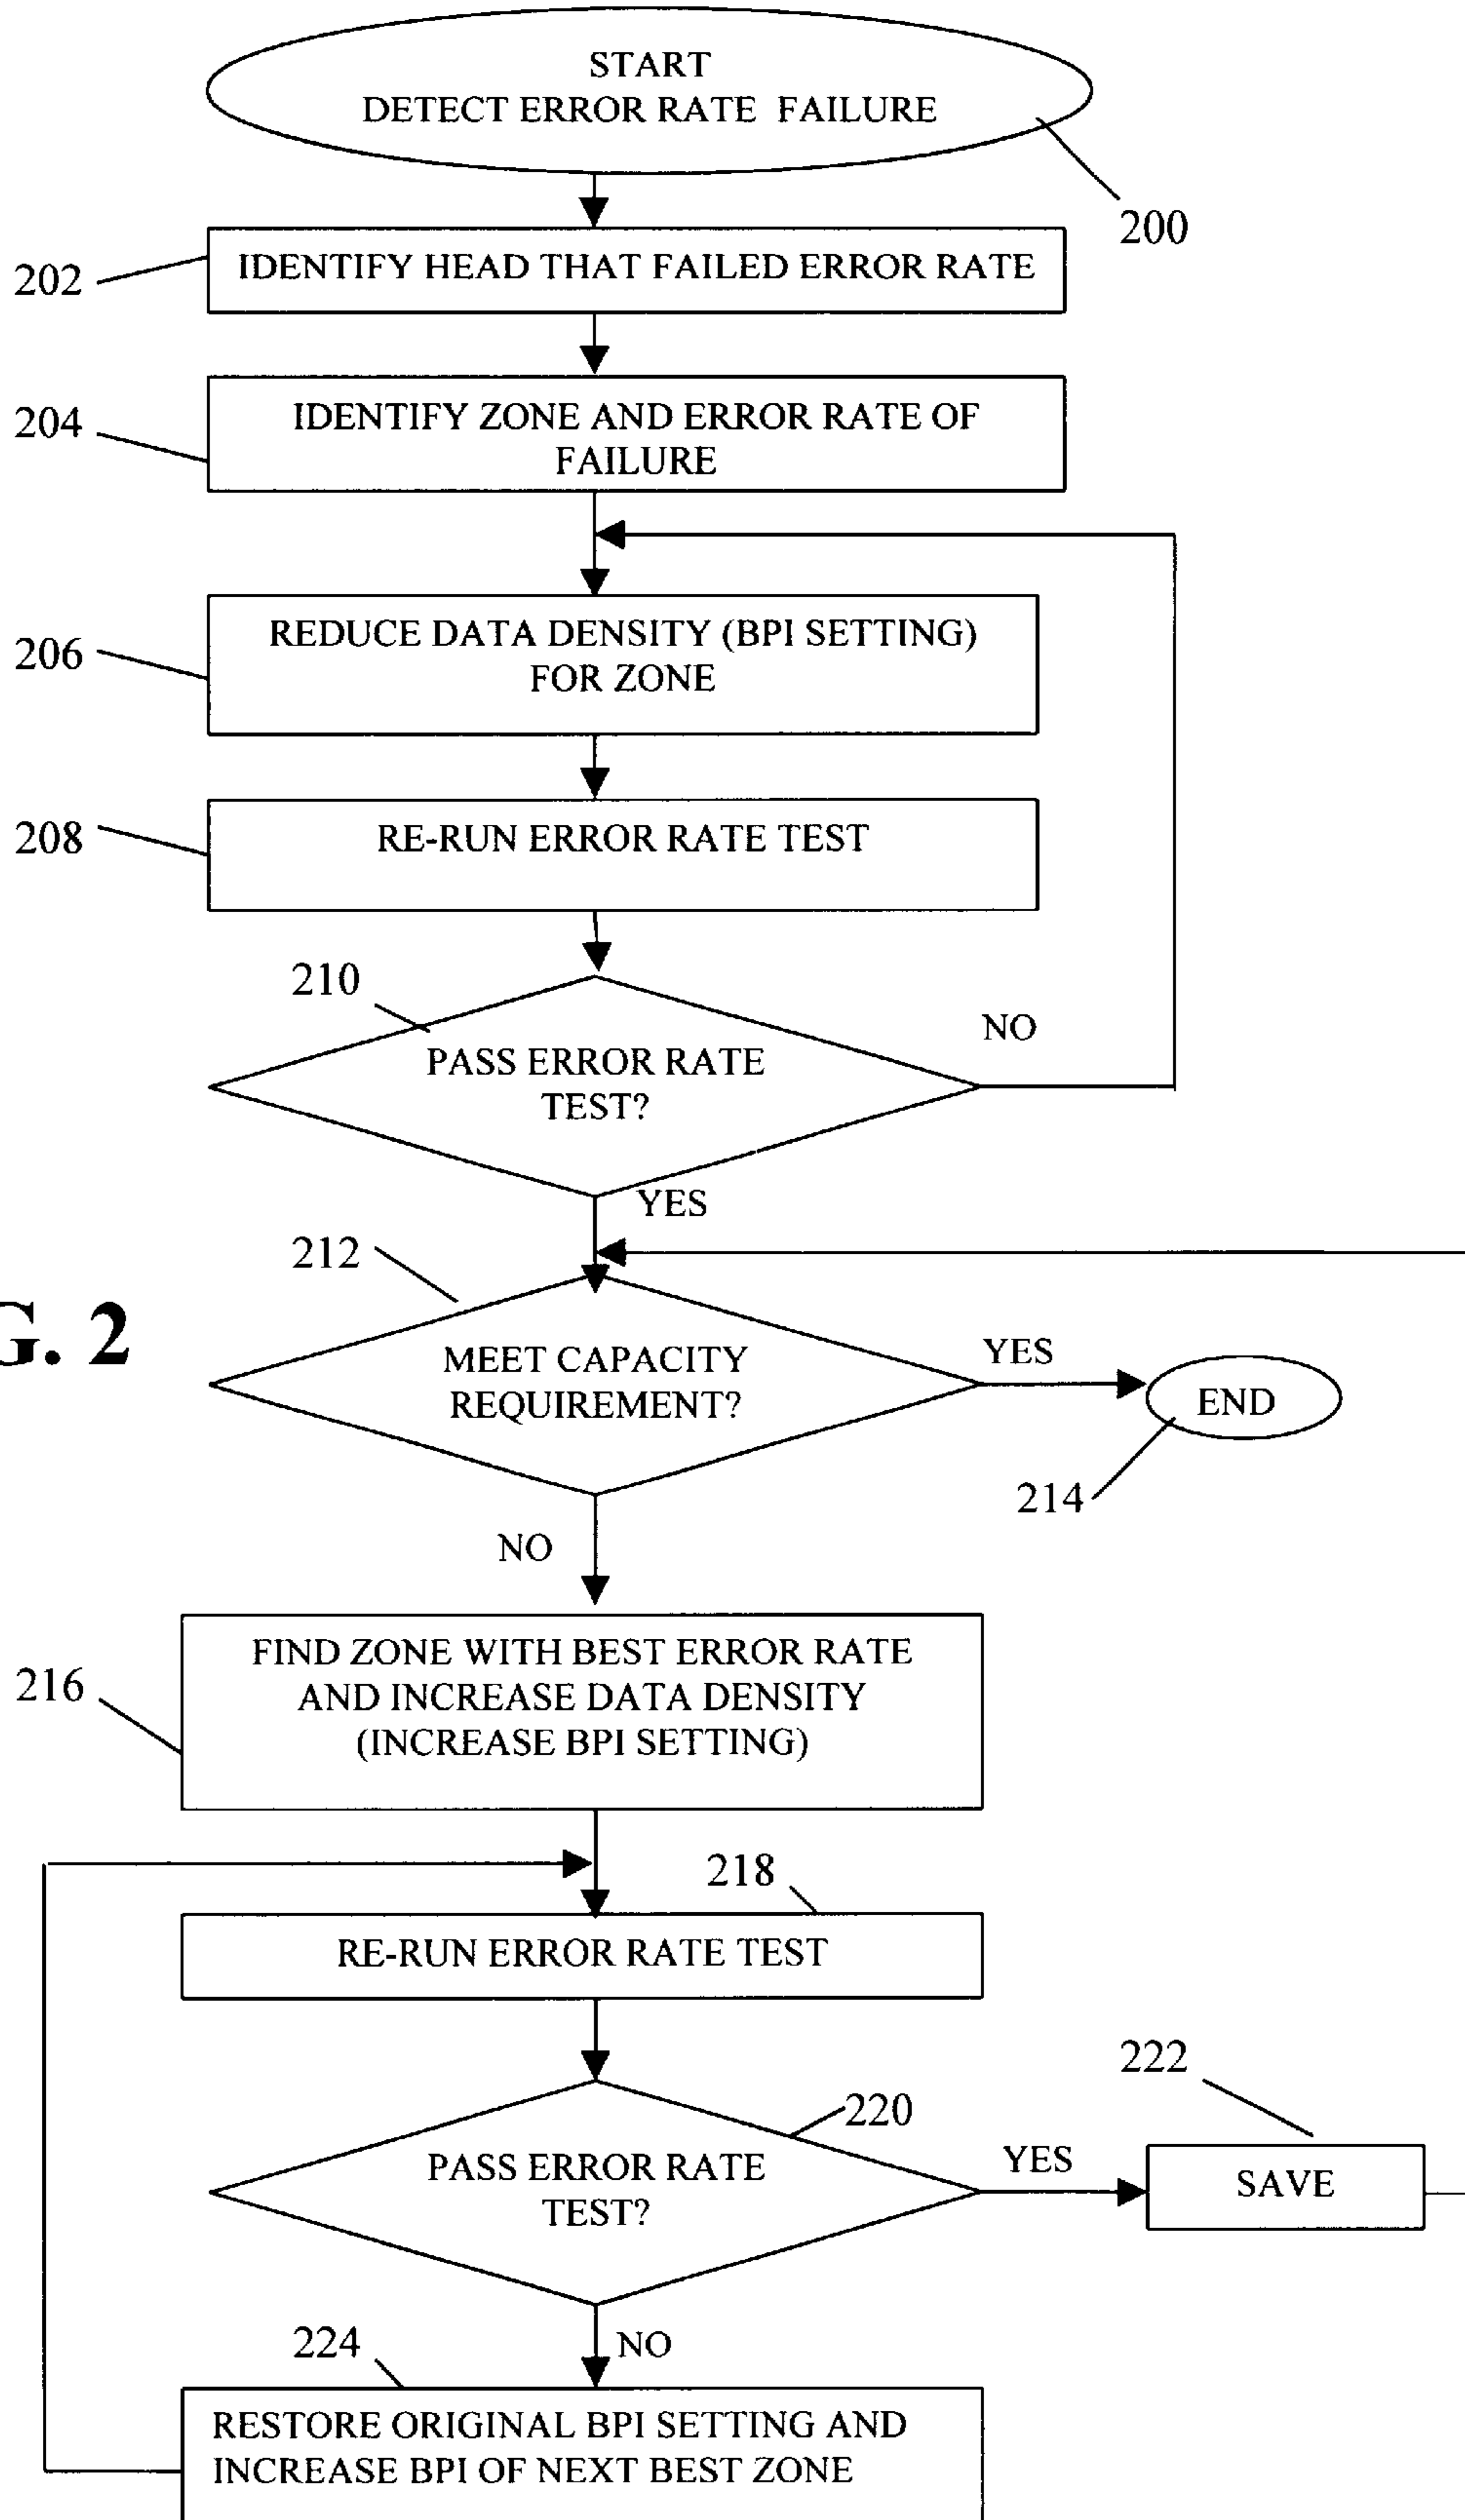 START
DETECT ERROR RATE FAILURE
200
202
IDENTIFY HEAD THAT FAILED ERROR RATE
204
IDENTIFY ZONE AND ERROR RATE OF
FAILURE
206
REDUCE DATA DENSITY (BPI SETTING)
FOR ZONE
208
RE-RUN ERROR RATE TEST
210
NO
PASS ERROR RATE
TEST?
YES
212
G. 2
MEET CAPACITY
REQUIREMENT?
YES
END
214
NO
216
FIND ZONE WITH BEST ERROR RATE
AND INCREASE DATA DENSITY
(INCREASE BPI SETTING)
218
RE-RUN ERROR RATE TEST
222
220
PASS ERROR RATE
TEST?
YES
SAVE
224
NO
RESTORE ORIGINAL BPI SETTING AND
INCREASE BPI OF NEXT BEST ZONE